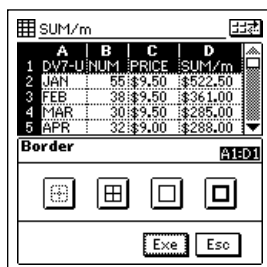 SUM/m
A B C D
1 DV7-U NUM PRICE SUM/m
2 JAN 55 $9.50 $522.50
3 FEB 38 $9.50 $361.00
4 MAR 30 $9.50 $285.00
5 APR 32 $9.00 $288.00
Border A1:D1
Exe Esc